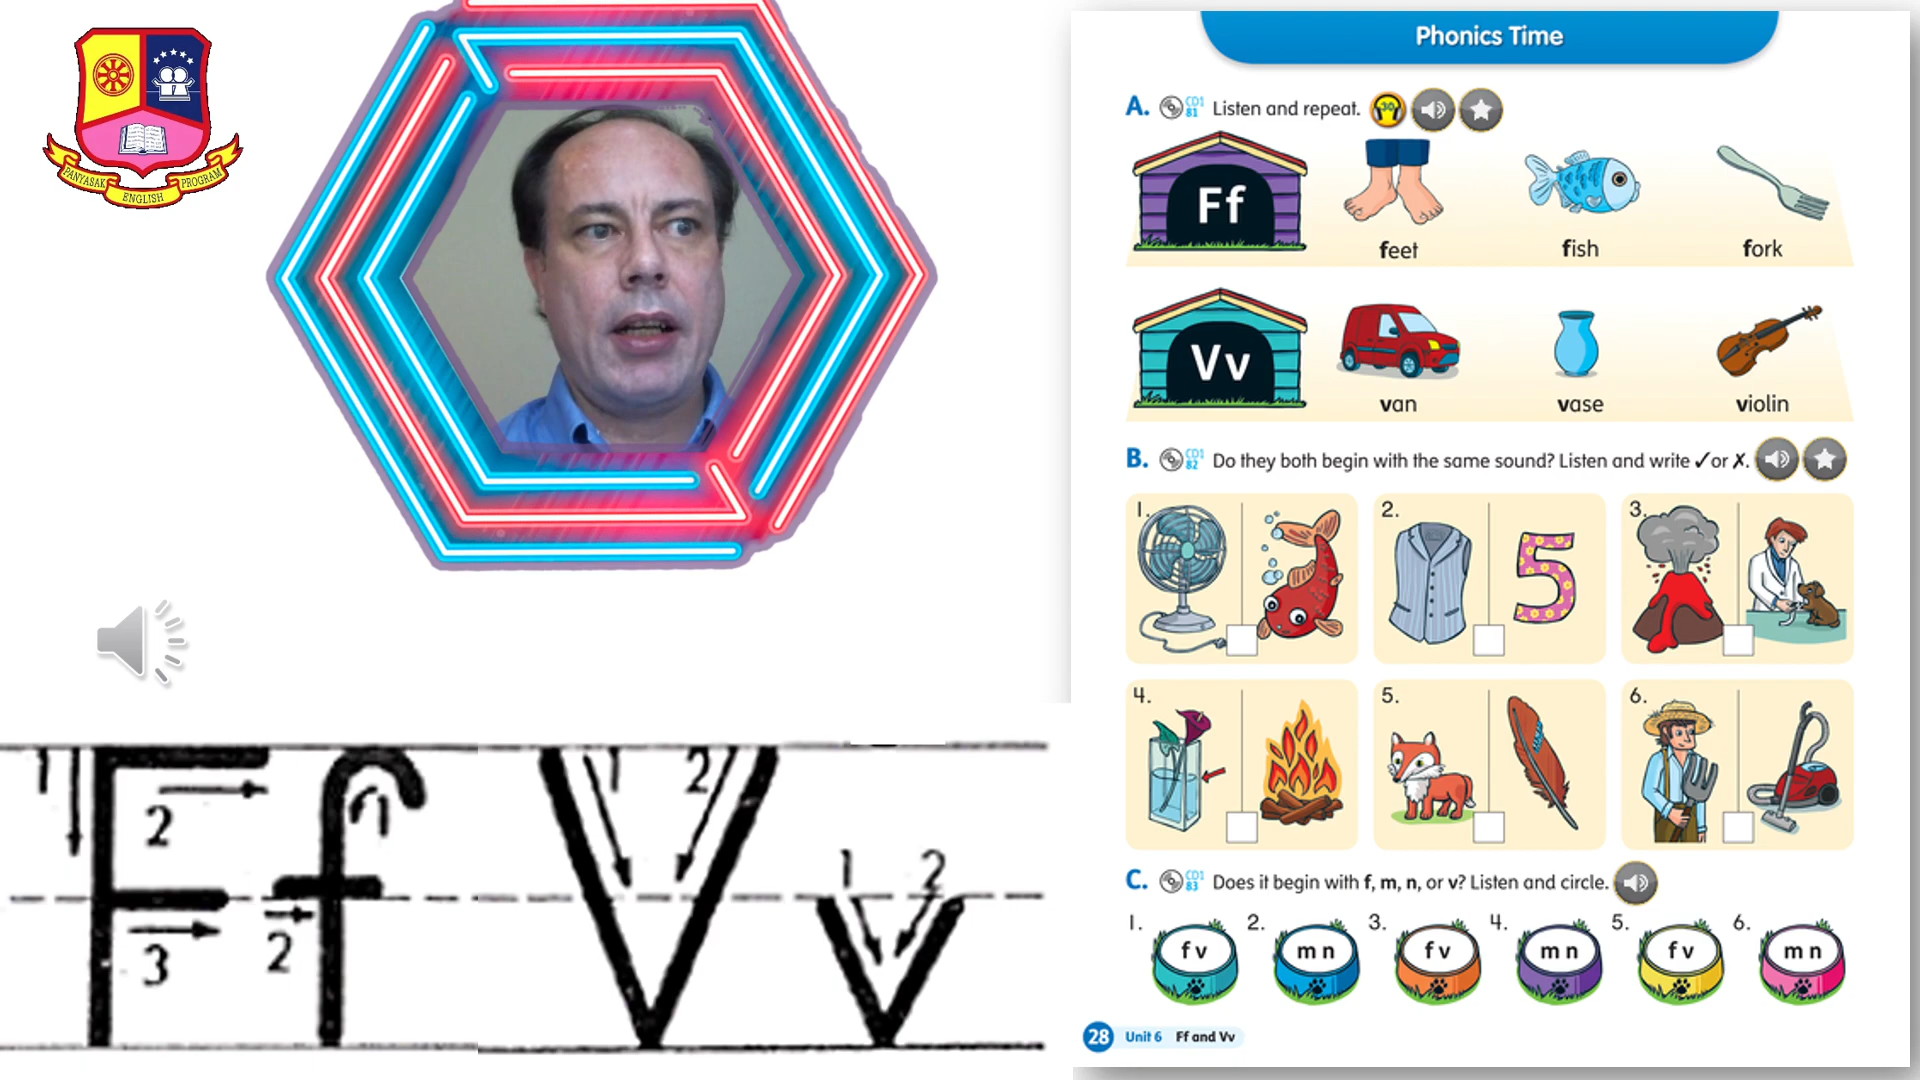 PANYASAK ENGLISH PROGRAM
Phonics Time
A. CD1 81 Listen and repeat. 30
Ff
feet fish fork
Vv
van vase violin
B. CD1 82 Do they both begin with the same sound? Listen and write ✓ or ✗.
1. 2. 5 3.
4. 5. 6.
C. CD1 83 Does it begin with f, m, n, or v? Listen and circle.
1. f v 2. m n 3. f v 4. m n 5. f v 6. m n
28 Unit 6 Ff and Vv
1 2 3 F 1 2 f 1 2 V 1 2 v